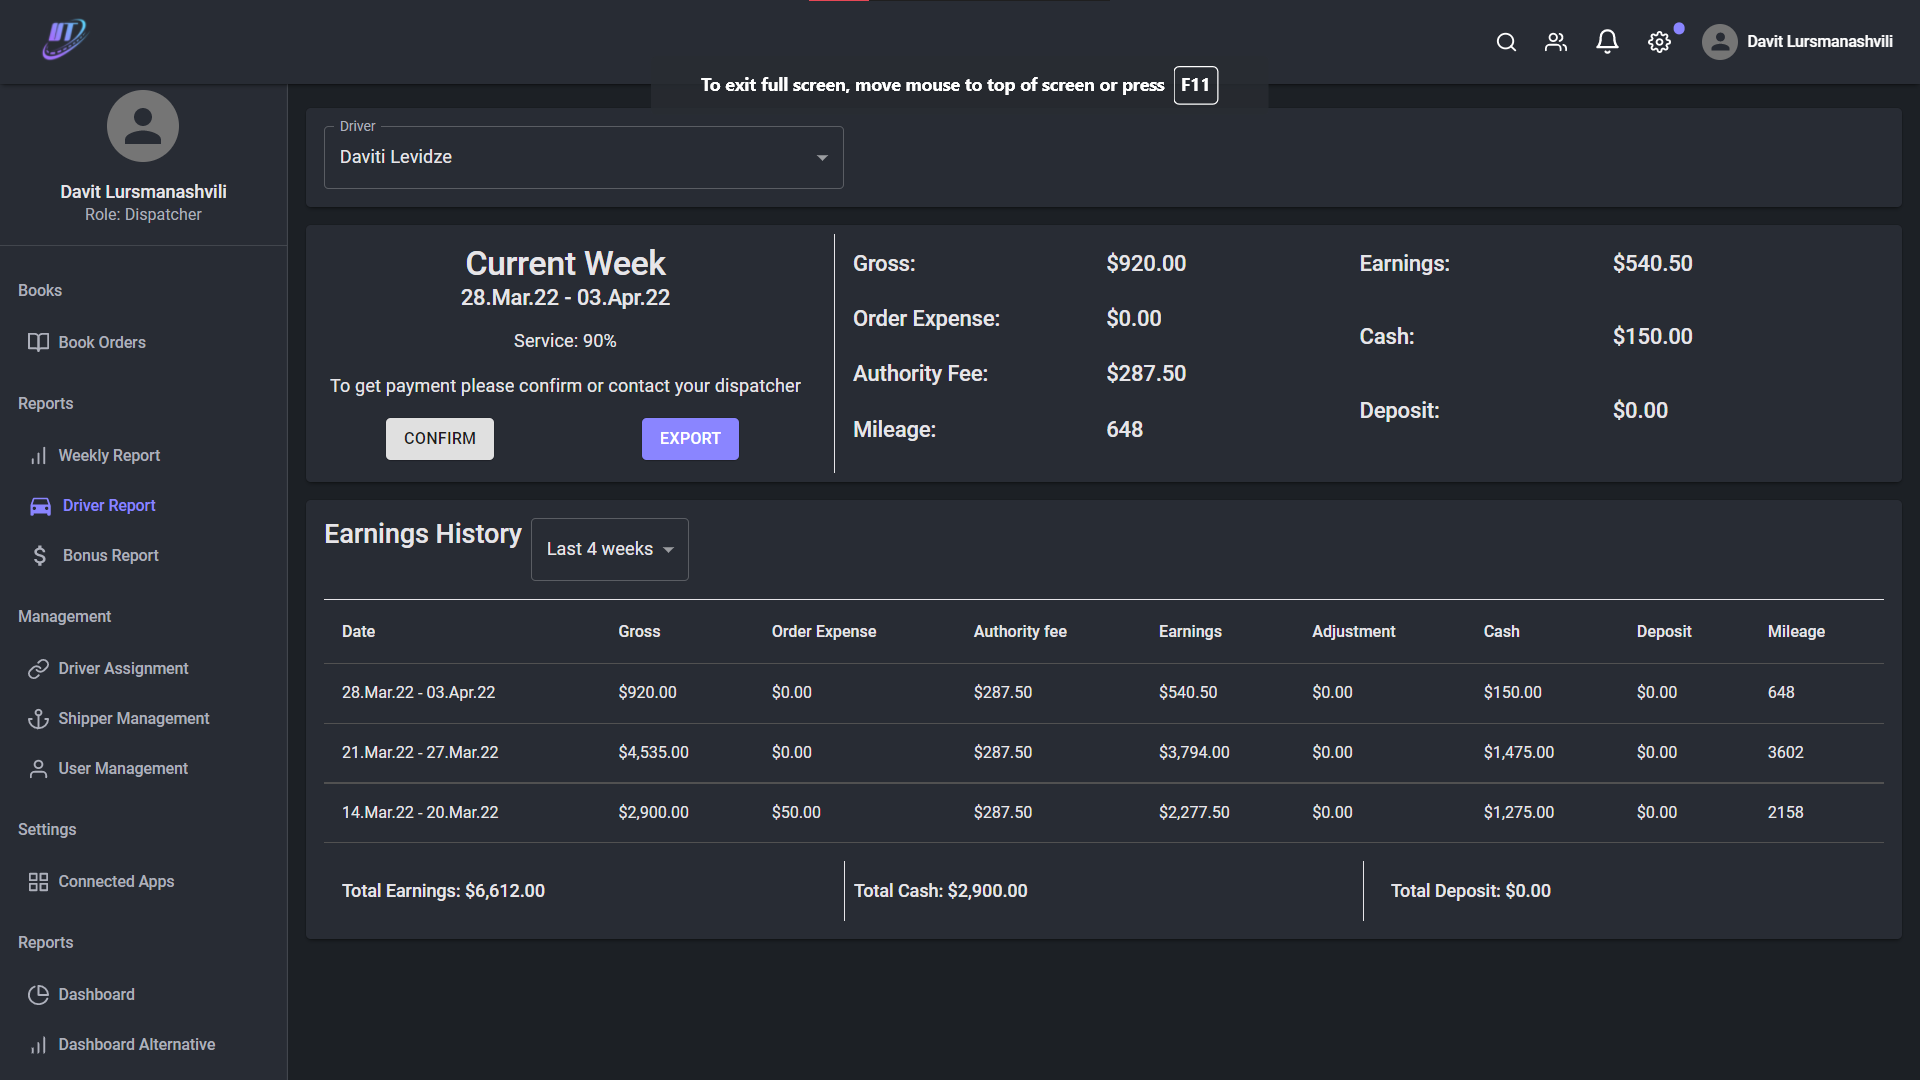 IIT
Davit Lursmanashvili
To exit full screen, move mouse to top of screen or press F11
Davit Lursmanashvili
Role: Dispatcher
Books
Book Orders
Reports
Weekly Report
Driver Report
Bonus Report
Management
Driver Assignment
Shipper Management
User Management
Settings
Connected Apps
Reports
Dashboard
Dashboard Alternative
Driver
Daviti Levidze
Current Week
28.Mar.22 - 03.Apr.22
Service: 90%
To get payment please confirm or contact your dispatcher
CONFIRM EXPORT
Gross: $920.00
Order Expense: $0.00
Authority Fee: $287.50
Mileage: 648
Earnings: $540.50
Cash: $150.00
Deposit: $0.00
Earnings History Last 4 weeks
Date Gross Order Expense Authority fee Earnings Adjustment Cash Deposit Mileage
28.Mar.22 - 03.Apr.22 $920.00 $0.00 $287.50 $540.50 $0.00 $150.00 $0.00 648
21.Mar.22 - 27.Mar.22 $4,535.00 $0.00 $287.50 $3,794.00 $0.00 $1,475.00 $0.00 3602
14.Mar.22 - 20.Mar.22 $2,900.00 $50.00 $287.50 $2,277.50 $0.00 $1,275.00 $0.00 2158
Total Earnings: $6,612.00 Total Cash: $2,900.00 Total Deposit: $0.00